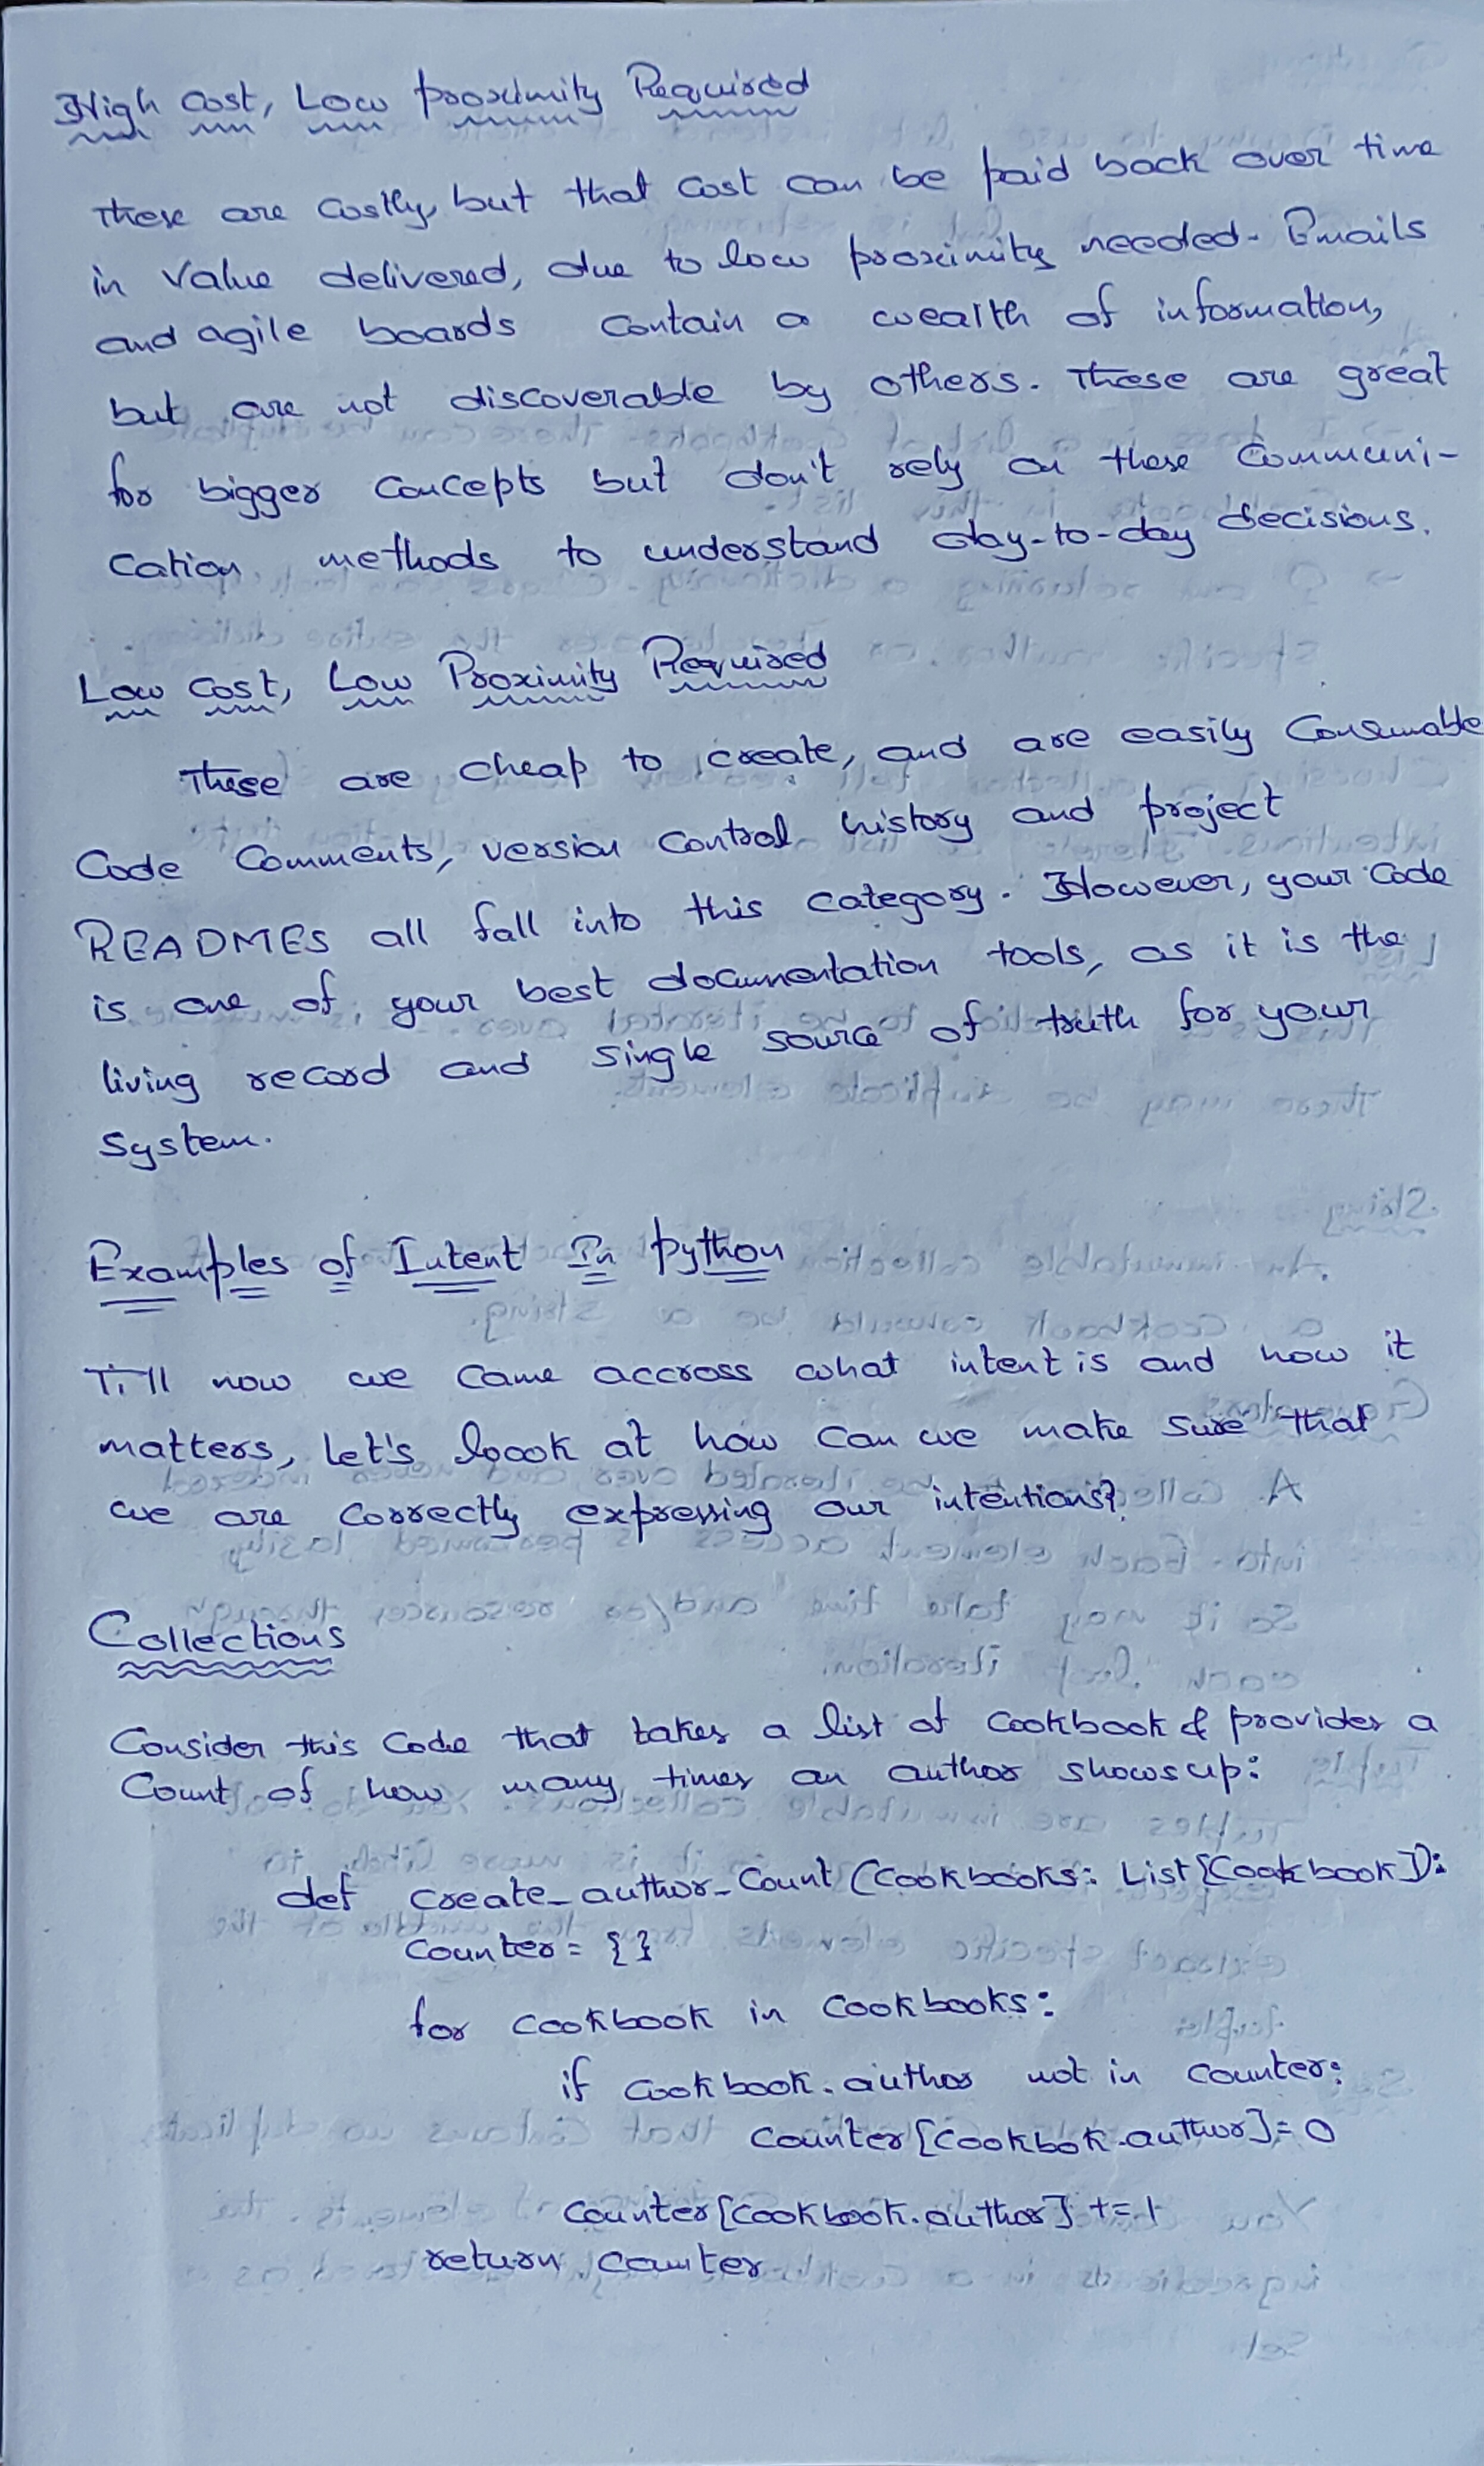 High Cost, Low proximity Required
These are costly, but that cost can be paid back over time
in value delivered, due to low proximity needed. Emails
and agile boards contain a wealth of information,
but are not discoverable by others. These are great
for bigger concepts but don't rely on these Communi-
cation methods to understand day-to-day decisions.
Low Cost, Low Proximity Required
These are cheap to create, and are easily Consumable
Code Comments, version control history and project
READMES all fall into this category. However, your code
is one of your best documentation tools, as it is the
living record and single source of truth for your
System.
Examples of Intent In python
Till now we came accross what intent is and how it
matters, let's loook at how can we make sure that
we are correctly expressing our intentions?
Collections
Consider this code that takes a list of Cookbook & provides a
Count of how many times an author shows up:
def create_author_Count (Cookbooks: List[Cookbook]):
counter = {}
for cookbook in cookbooks:
if cookbook.author not in counter:
counter[cookbok.author] = 0
counter[cookbook.author] += 1
return counter